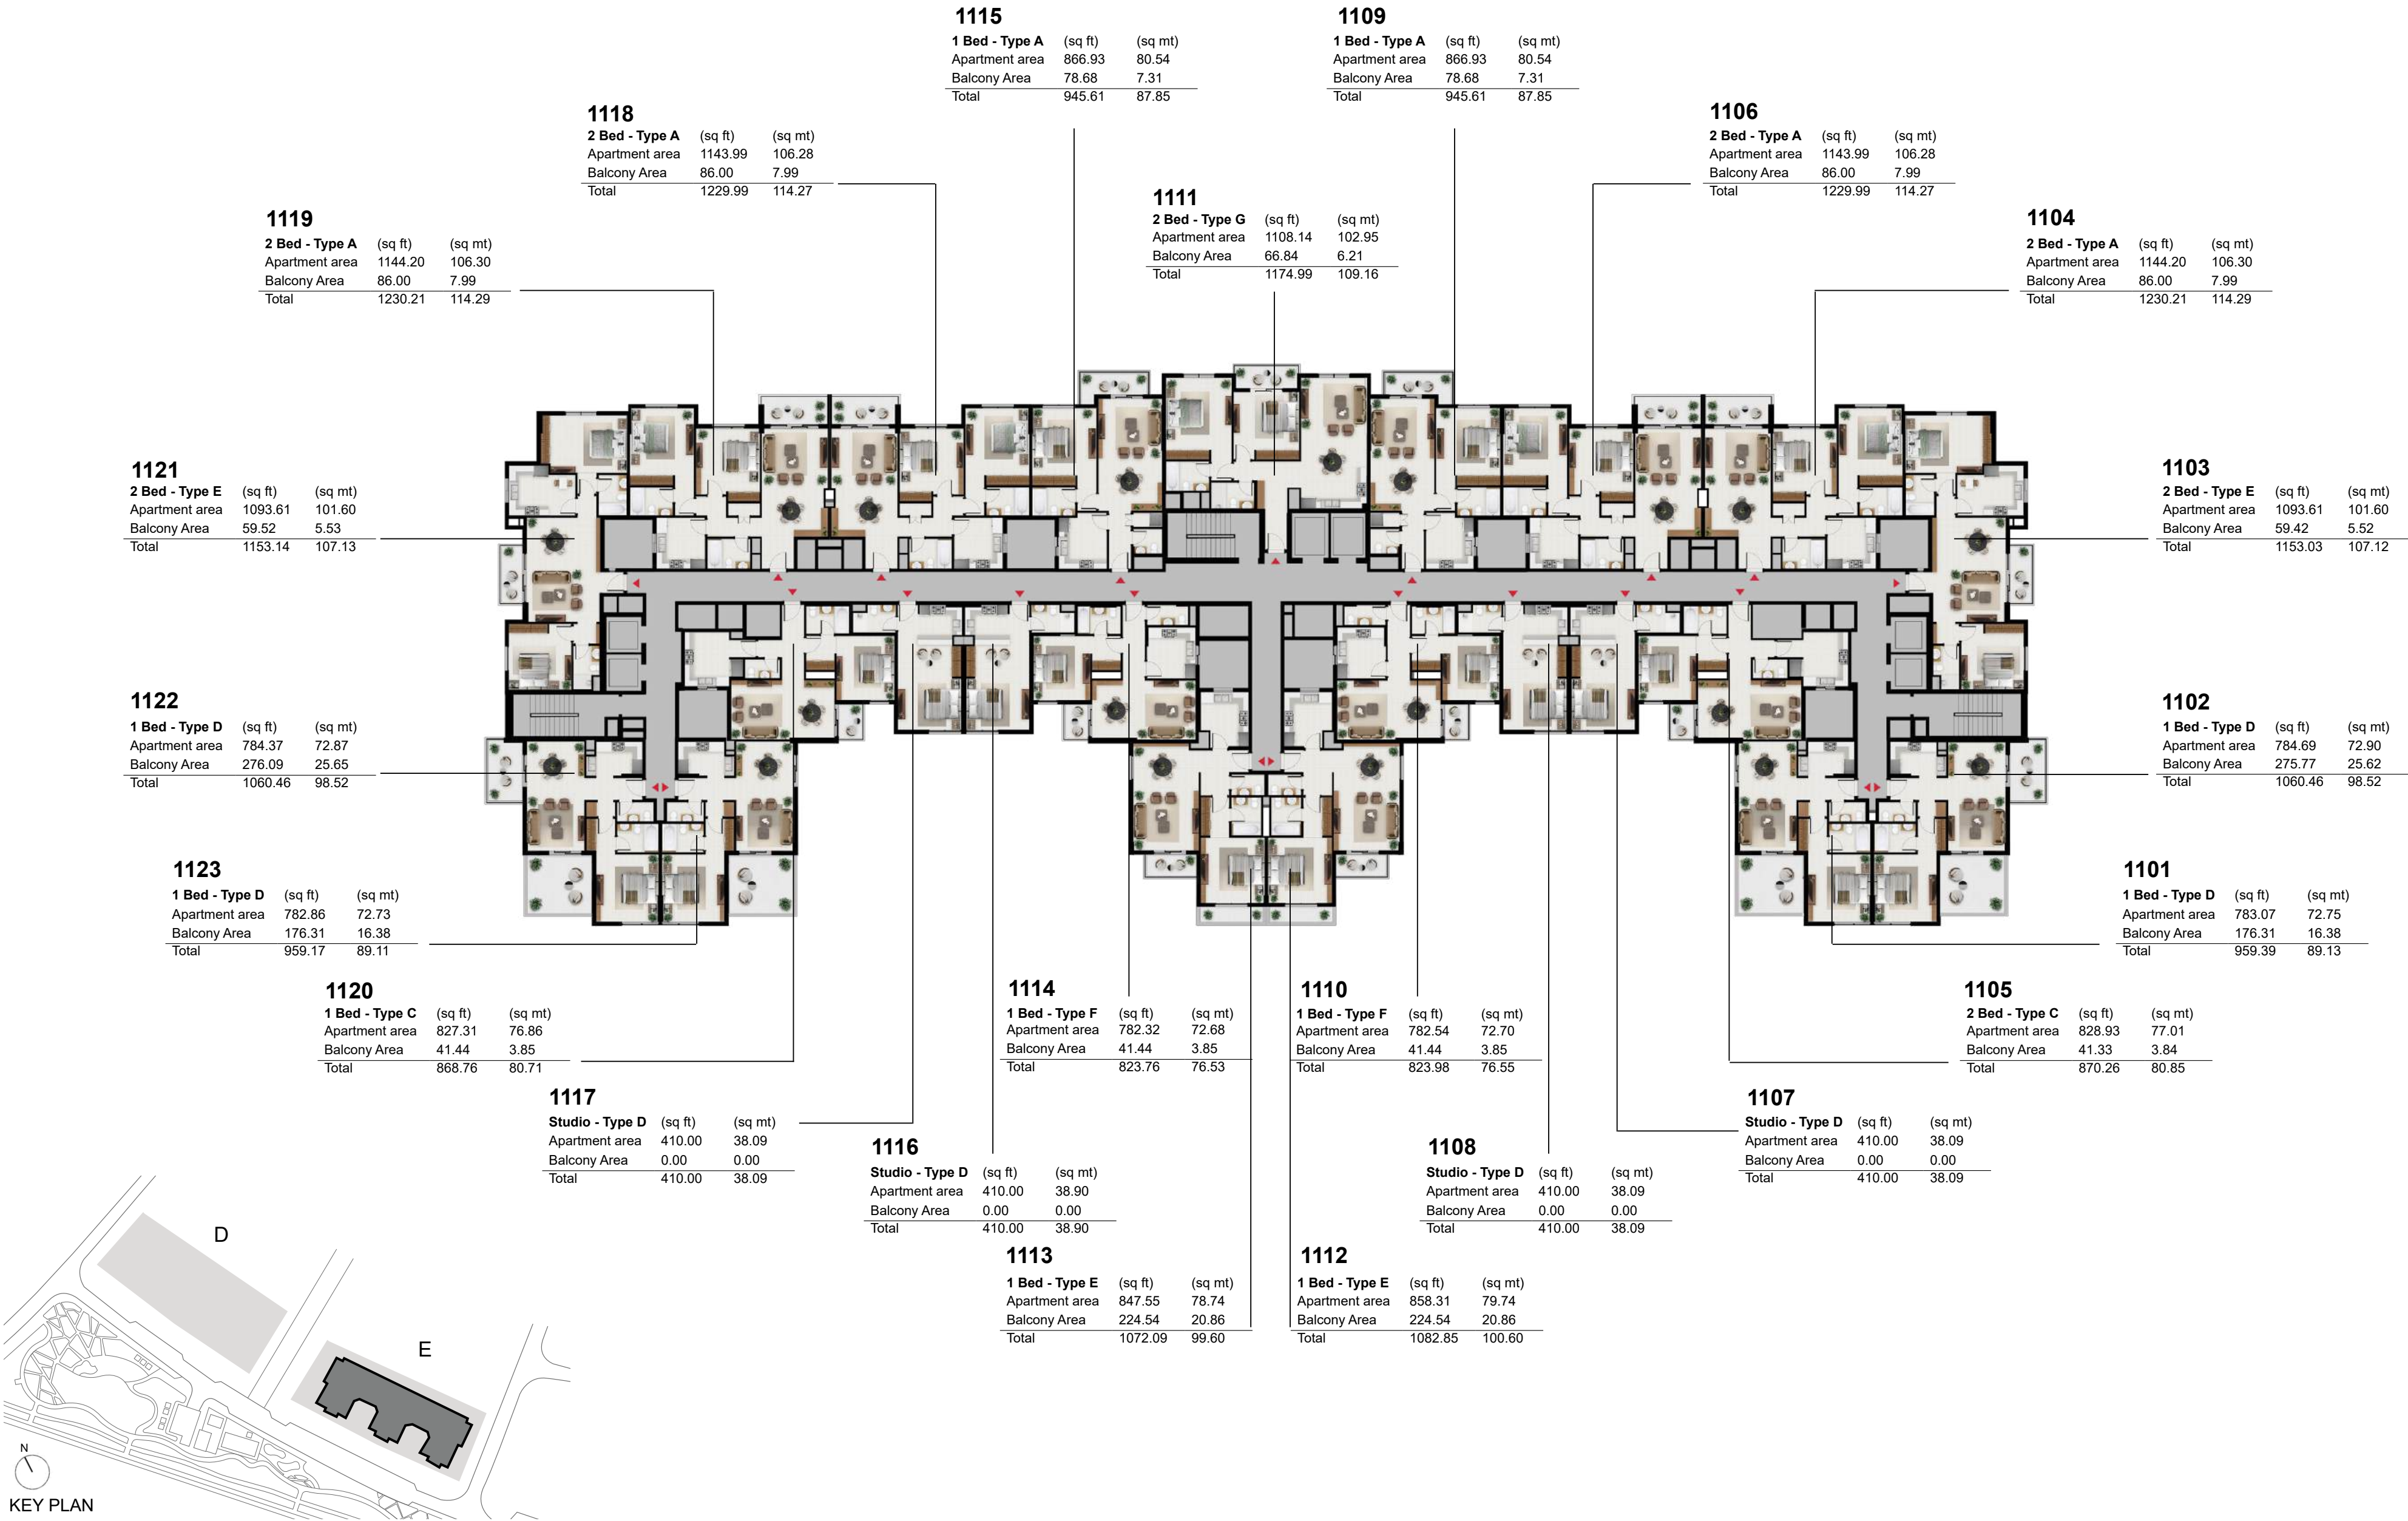 1115
1 Bed - Type A (sq ft) (sq mt)
Apartment area 866.93 80.54
Balcony Area 78.68 7.31
Total 945.61 87.85
1109
1 Bed - Type A (sq ft) (sq mt)
Apartment area 866.93 80.54
Balcony Area 78.68 7.31
Total 945.61 87.85
1118
2 Bed - Type A (sq ft) (sq mt)
Apartment area 1143.99 106.28
Balcony Area 86.00 7.99
Total 1229.99 114.27
1106
2 Bed - Type A (sq ft) (sq mt)
Apartment area 1143.99 106.28
Balcony Area 86.00 7.99
Total 1229.99 114.27
1111
2 Bed - Type G (sq ft) (sq mt)
Apartment area 1108.14 102.95
Balcony Area 66.84 6.21
Total 1174.99 109.16
1119
2 Bed - Type A (sq ft) (sq mt)
Apartment area 1144.20 106.30
Balcony Area 86.00 7.99
Total 1230.21 114.29
1104
2 Bed - Type A (sq ft) (sq mt)
Apartment area 1144.20 106.30
Balcony Area 86.00 7.99
Total 1230.21 114.29
1121
2 Bed - Type E (sq ft) (sq mt)
Apartment area 1093.61 101.60
Balcony Area 59.52 5.53
Total 1153.14 107.13
1103
2 Bed - Type E (sq ft) (sq mt)
Apartment area 1093.61 101.60
Balcony Area 59.42 5.52
Total 1153.03 107.12
1122
1 Bed - Type D (sq ft) (sq mt)
Apartment area 784.37 72.87
Balcony Area 276.09 25.65
Total 1060.46 98.52
1102
1 Bed - Type D (sq ft) (sq mt)
Apartment area 784.69 72.90
Balcony Area 275.77 25.62
Total 1060.46 98.52
1123
1 Bed - Type D (sq ft) (sq mt)
Apartment area 782.86 72.73
Balcony Area 176.31 16.38
Total 959.17 89.11
1101
1 Bed - Type D (sq ft) (sq mt)
Apartment area 783.07 72.75
Balcony Area 176.31 16.38
Total 959.39 89.13
1120
1 Bed - Type C (sq ft) (sq mt)
Apartment area 827.31 76.86
Balcony Area 41.44 3.85
Total 868.76 80.71
1114
1 Bed - Type F (sq ft) (sq mt)
Apartment area 782.32 72.68
Balcony Area 41.44 3.85
Total 823.76 76.53
1110
1 Bed - Type F (sq ft) (sq mt)
Apartment area 782.54 72.70
Balcony Area 41.44 3.85
Total 823.98 76.55
1105
2 Bed - Type C (sq ft) (sq mt)
Apartment area 828.93 77.01
Balcony Area 41.33 3.84
Total 870.26 80.85
1117
Studio - Type D (sq ft) (sq mt)
Apartment area 410.00 38.09
Balcony Area 0.00 0.00
Total 410.00 38.09
1107
Studio - Type D (sq ft) (sq mt)
Apartment area 410.00 38.09
Balcony Area 0.00 0.00
Total 410.00 38.09
1116
Studio - Type D (sq ft) (sq mt)
Apartment area 410.00 38.90
Balcony Area 0.00 0.00
Total 410.00 38.90
1108
Studio - Type D (sq ft) (sq mt)
Apartment area 410.00 38.09
Balcony Area 0.00 0.00
Total 410.00 38.09
1113
1 Bed - Type E (sq ft) (sq mt)
Apartment area 847.55 78.74
Balcony Area 224.54 20.86
Total 1072.09 99.60
1112
1 Bed - Type E (sq ft) (sq mt)
Apartment area 858.31 79.74
Balcony Area 224.54 20.86
Total 1082.85 100.60
D
E
N
KEY PLAN